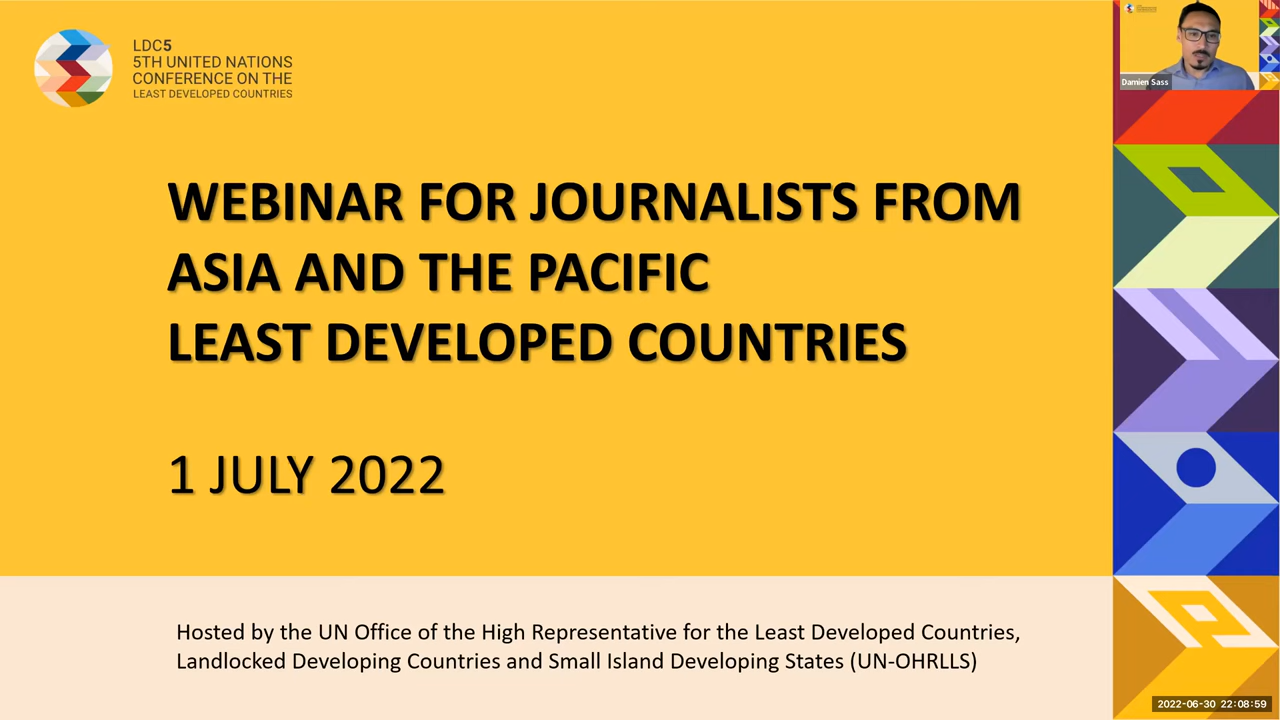 LDC5
5TH UNITED NATIONS
CONFERENCE ON THE
LEAST DEVELOPED COUNTRIES
Damien Sass
WEBINAR FOR JOURNALISTS FROM
ASIA AND THE PACIFIC
LEAST DEVELOPED COUNTRIES
1 JULY 2022
Hosted by the UN Office of the High Representative for the Least Developed Countries,
Landlocked Developing Countries and Small Island Developing States (UN-OHRLLS)
2022-06-30 22:08:59